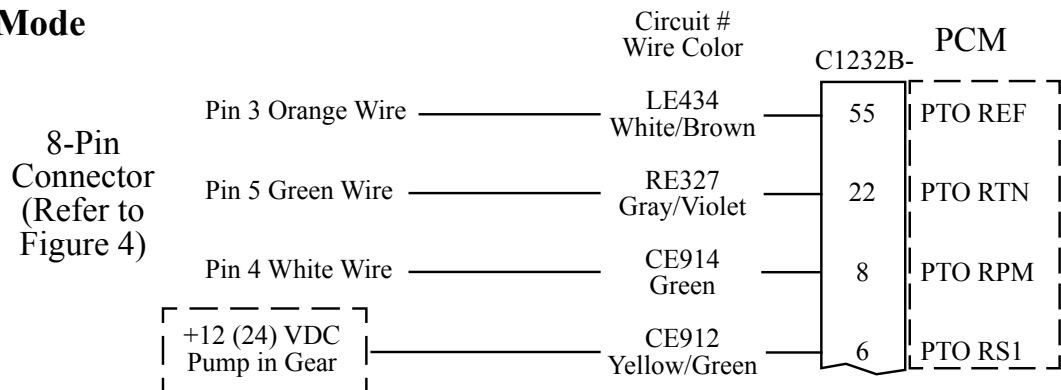 Mode
Circuit #
Wire Color
C1232B-
PCM
8-Pin
Connector
(Refer to
Figure 4)
Pin 3 Orange Wire
LE434
White/Brown
55
PTO REF
Pin 5 Green Wire
RE327
Gray/Violet
22
PTO RTN
Pin 4 White Wire
CE914
Green
8
PTO RPM
+12 (24) VDC
Pump in Gear
CE912
Yellow/Green
6
PTO RS1